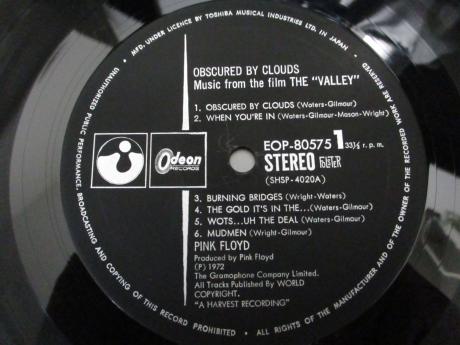 • MFD. UNDER LICENCE BY TOSHIBA MUSICAL INDUSTRIES LTD. IN JAPAN •
UNAUTHORIZED PUBLIC PERFORMANCE, BROADCASTING AND COPYING OF THIS RECORD PROHIBITED • ALL RIGHTS OF THE MANUFACTURER AND OF THE OWNER OF THE RECORDED WORK ARE RESERVED
OBSCURED BY CLOUDS
Music from the film THE "VALLEY"
1. OBSCURED BY CLOUDS (Waters-Gilmour)
2. WHEN YOU'RE IN (Waters-Gilmour-Mason-Wright)
Odeon
RECORDS
EOP-80575 1 33⅓ r. p. m.
STEREO
(SHSP-4020A)
3. BURNING BRIDGES (Wright-Waters)
4. THE GOLD IT'S IN THE...(Waters-Gilmour)
5. WOTS...UH THE DEAL (Waters-Gilmour)
6. MUDMEN (Wright-Gilmour)
PINK FLOYD
Produced by Pink Floyd
(P) 1972
The Gramophone Company Limited.
All Tracks Published By WORLD
COPYRIGHT.
"A HARVEST RECORDING"